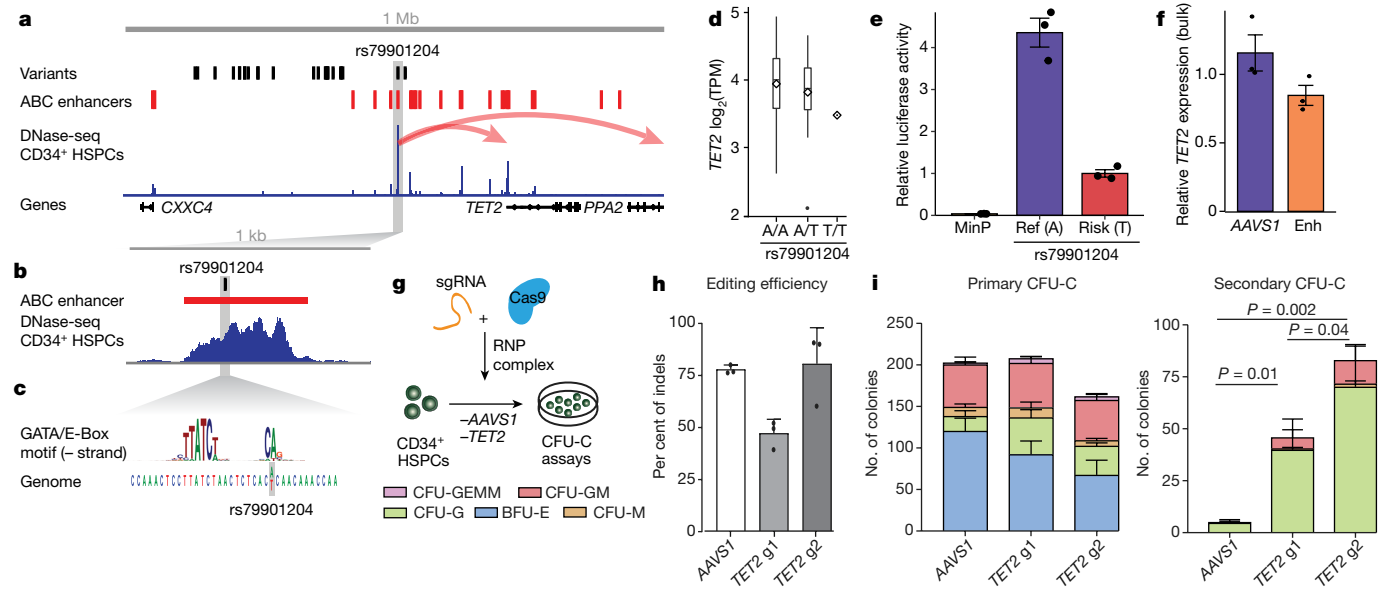 a
1 Mb
rs79901204
Variants
ABC enhancers
DNase-seq
CD34⁺ HSPCs
Genes
CXXC4
TET2
PPA2
1 kb
b
rs79901204
ABC enhancer
DNase-seq
CD34⁺ HSPCs
c
GATA/E-Box
motif (– strand)
Genome
rs79901204
d
TET2 log₂(TPM)
5
4
3
2
A/A A/T T/T
rs79901204
e
Relative luciferase activity
4
3
2
1
0
MinP
Ref (A)
Risk (T)
rs79901204
f
Relative TET2 expression (bulk)
1.0
0.5
0
AAVS1
Enh
g
sgRNA
+
Cas9
RNP
complex
–AAVS1
–TET2
CD34⁺
HSPCs
CFU-C
assays
CFU-GEMM
CFU-GM
CFU-G
BFU-E
CFU-M
h
Editing efficiency
Per cent of indels
100
75
50
25
0
AAVS1
TET2 g1
TET2 g2
i
Primary CFU-C
No. of colonies
250
200
150
100
50
0
AAVS1
TET2 g1
TET2 g2
Secondary CFU-C
No. of colonies
100
75
50
25
0
P = 0.002
P = 0.04
P = 0.01
AAVS1
TET2 g1
TET2 g2